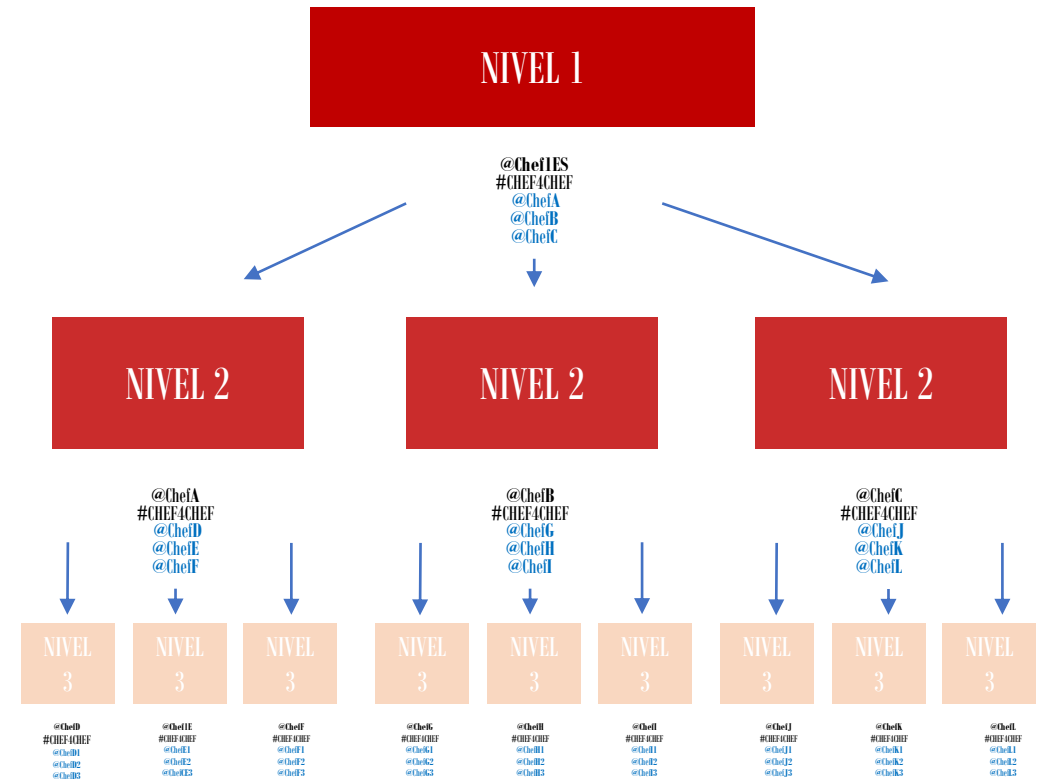 NIVEL 1
@Chef1ES
#CHEF4CHEF
@ChefA
@ChefB
@ChefC
NIVEL 2
NIVEL 2
NIVEL 2
@ChefA
#CHEF4CHEF
@ChefD
@ChefE
@ChefF
@ChefB
#CHEF4CHEF
@ChefG
@ChefH
@ChefI
@ChefC
#CHEF4CHEF
@ChefJ
@ChefK
@ChefL
NIVEL
3
NIVEL
3
NIVEL
3
NIVEL
3
NIVEL
3
NIVEL
3
NIVEL
3
NIVEL
3
NIVEL
3
@ChefD
#CHEF4CHEF
@ChefD1
@ChefD2
@ChefD3
@Chef1E
#CHEF4CHEF
@ChefE1
@ChefE2
@ChefEE3
@ChefF
#CHEF4CHEF
@ChefF1
@ChefF2
@ChefF3
@ChefG
#CHEF4CHEF
@ChefG1
@ChefG2
@ChefG3
@ChefH
#CHEF4CHEF
@ChefH1
@ChefH2
@ChefH3
@ChefI
#CHEF4CHEF
@ChefI1
@ChefI2
@ChefI3
@ChefJ
#CHEF4CHEF
@ChefJ1
@ChefJ2
@ChefJ3
@ChefK
#CHEF4CHEF
@ChefK1
@ChefK2
@ChefK3
@ChefL
#CHEF4CHEF
@ChefL1
@ChefL2
@ChefL3